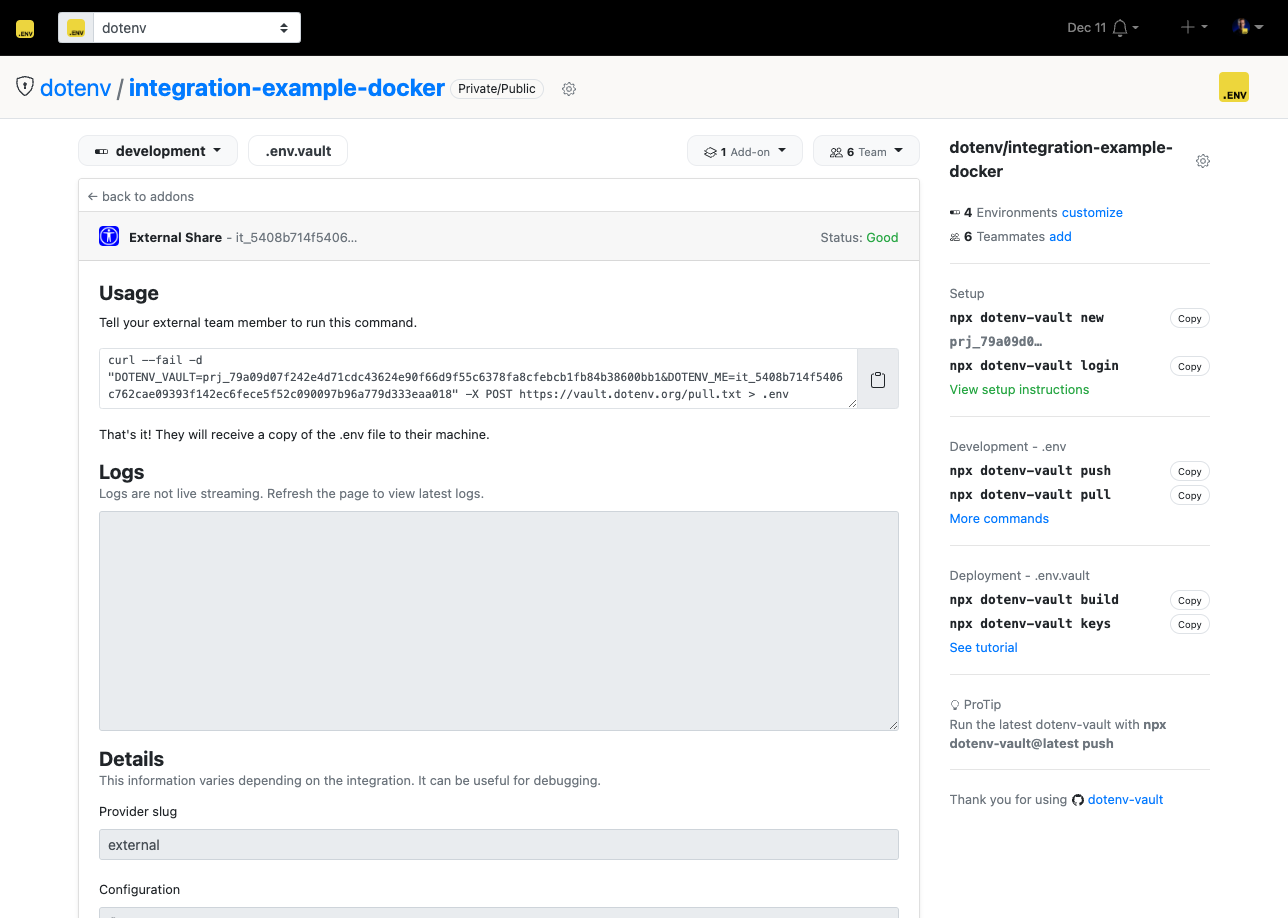 .ENV
.ENV
dotenv
Dec 11
dotenv / integration-example-docker
Private/Public
.ENV
development
.env.vault
1 Add-on
6 Team
← back to addons
External Share - it_5408b714f5406…
Status: Good
Usage
Tell your external team member to run this command.
curl --fail -d
"DOTENV_VAULT=prj_79a09d07f242e4d71cdc43624e90f66d9f55c6378fa8cfebcb1fb84b38600bb1&DOTENV_ME=it_5408b714f5406
c762cae09393f142ec6fece5f52c090097b96a779d333eaa018" -X POST https://vault.dotenv.org/pull.txt > .env
That's it! They will receive a copy of the .env file to their machine.
Logs
Logs are not live streaming. Refresh the page to view latest logs.
Details
This information varies depending on the integration. It can be useful for debugging.
Provider slug
external
Configuration
dotenv/integration-example-
docker
4 Environments customize
6 Teammates add
Setup
npx dotenv-vault new
Copy
prj_79a09d0…
npx dotenv-vault login
Copy
View setup instructions
Development - .env
npx dotenv-vault push
Copy
npx dotenv-vault pull
Copy
More commands
Deployment - .env.vault
npx dotenv-vault build
Copy
npx dotenv-vault keys
Copy
See tutorial
ProTip
Run the latest dotenv-vault with npx
dotenv-vault@latest push
Thank you for using dotenv-vault